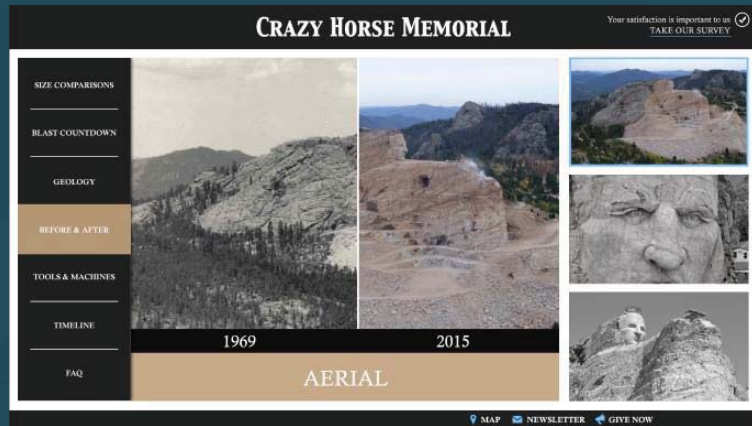 CRAZY HORSE MEMORIAL
Your satisfaction is important to us
TAKE OUR SURVEY
SIZE COMPARISONS
BLAST COUNTDOWN
GEOLOGY
BEFORE & AFTER
TOOLS & MACHINES
TIMELINE
FAQ
1969
2015
AERIAL
MAP
NEWSLETTER
GIVE NOW